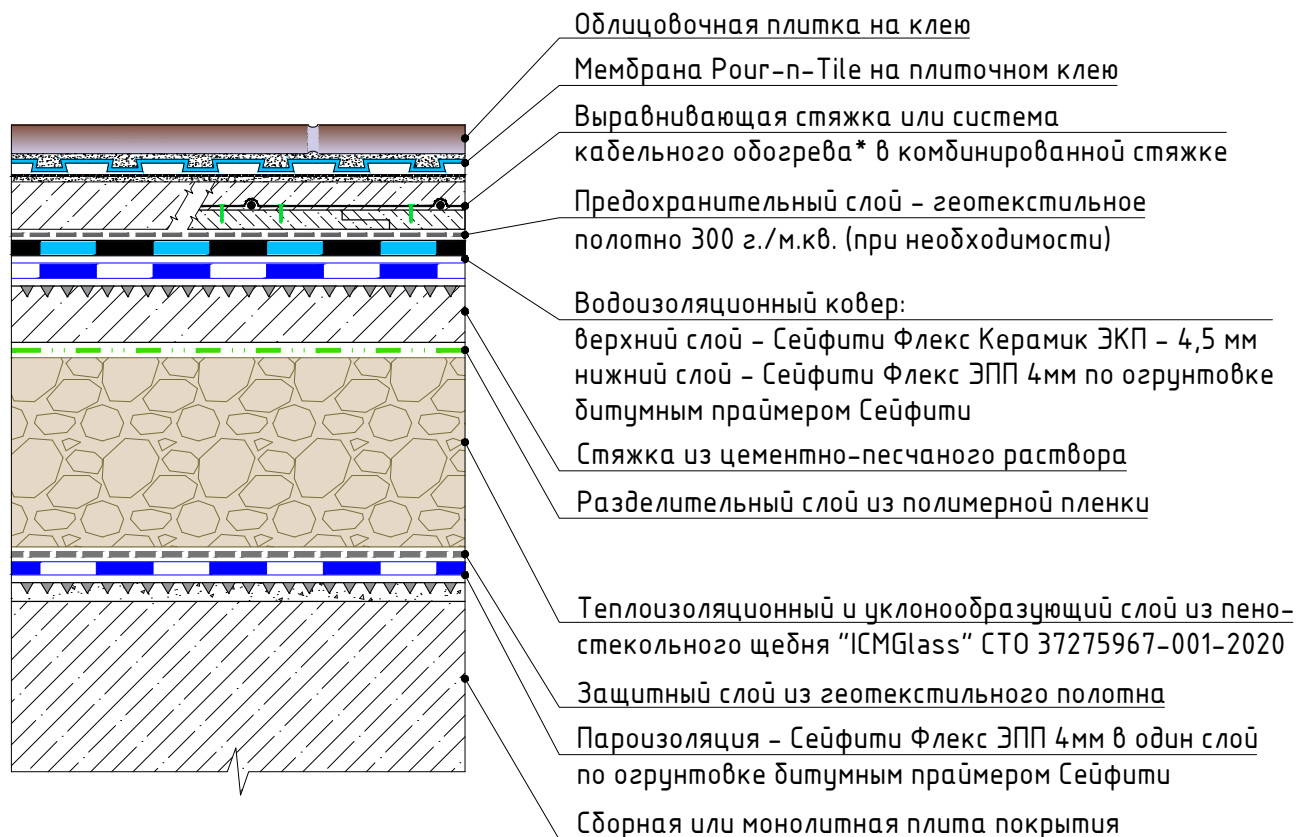 Облицовочная плитка на клею
Мембрана Pour-n-Tile на плиточном клею
Выравнивающая стяжка или система
кабельного обогрева* в комбинированной стяжке
Предохранительный слой – геотекстильное
полотно 300 г./м.кв. (при необходимости)
Водоизоляционный ковер:
верхний слой – Сейфити Флекс Керамик ЭКП – 4,5 мм
нижний слой – Сейфити Флекс ЭПП 4мм по огрунтовке
битумным праймером Сейфити
Стяжка из цементно-песчаного раствора
Разделительный слой из полимерной пленки
Теплоизоляционный и уклонообразующий слой из пено-
стекольного щебня "ICMGlass" СТО 37275967-001-2020
Защитный слой из геотекстильного полотна
Пароизоляция – Сейфити Флекс ЭПП 4мм в один слой
по огрунтовке битумным праймером Сейфити
Сборная или монолитная плита покрытия